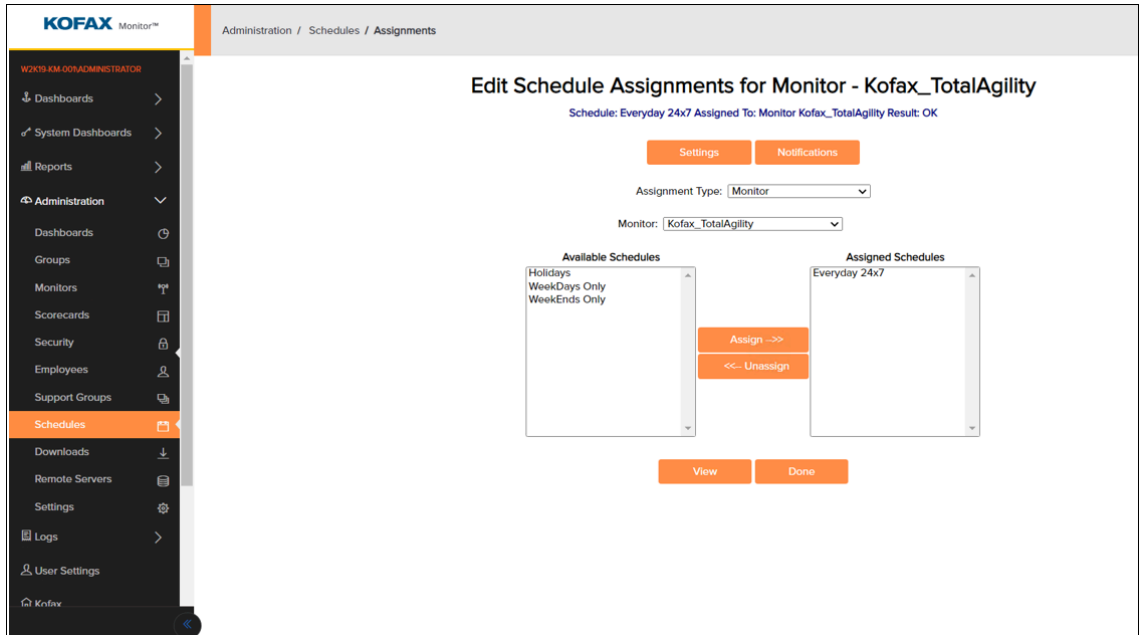 KOFAX Monitor™
Administration / Schedules / Assignments
W2K19-KM-001\ADMINISTRATOR
Dashboards
System Dashboards
Reports
Administration
Dashboards
Groups
Monitors
Scorecards
Security
Employees
Support Groups
Schedules
Downloads
Remote Servers
Settings
Logs
User Settings
Kofax
Edit Schedule Assignments for Monitor - Kofax_TotalAgility
Schedule: Everyday 24x7 Assigned To: Monitor Kofax_TotalAgility Result: OK
Settings Notifications
Assignment Type: Monitor
Monitor: Kofax_TotalAgility
Available Schedules
Holidays
WeekDays Only
WeekEnds Only
Assign -->>
<<-- Unassign
Assigned Schedules
Everyday 24x7
View Done